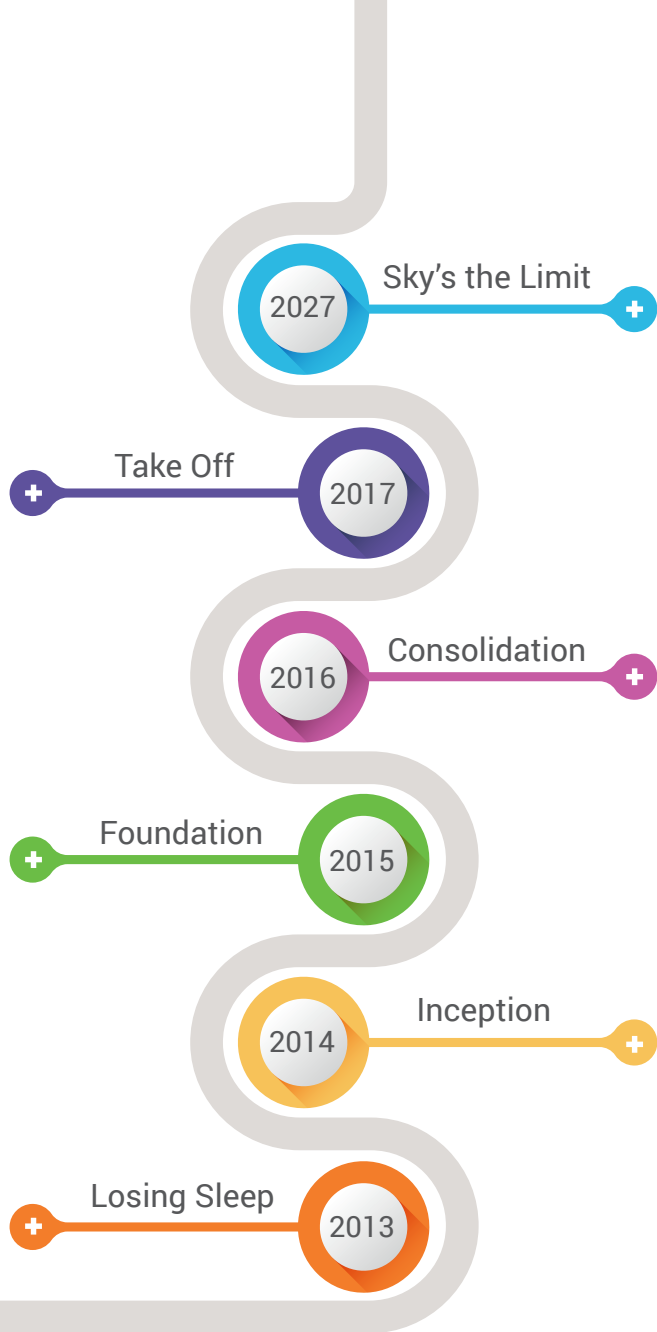 Sky's the Limit
2027
Take Off
2017
Consolidation
2016
Foundation
2015
Inception
2014
Losing Sleep
2013